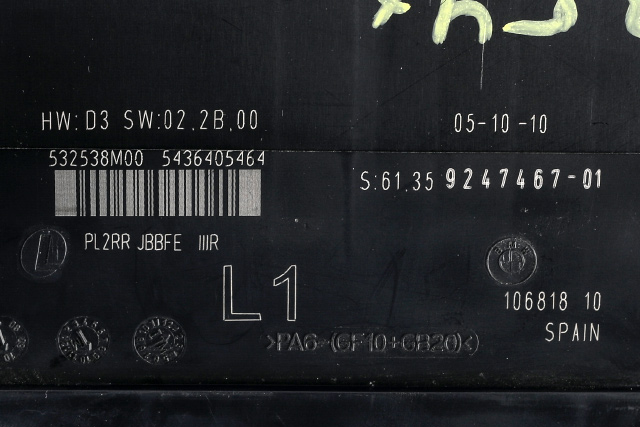 HW:D3 SW:02.2B.00
05-10-10
532538M00 5436405464
S:61.35 9247467-01
PL2RR JBBFE IIIR
BMW
L1
106818 10
SPAIN
>PA6-(GF10+GB20)<